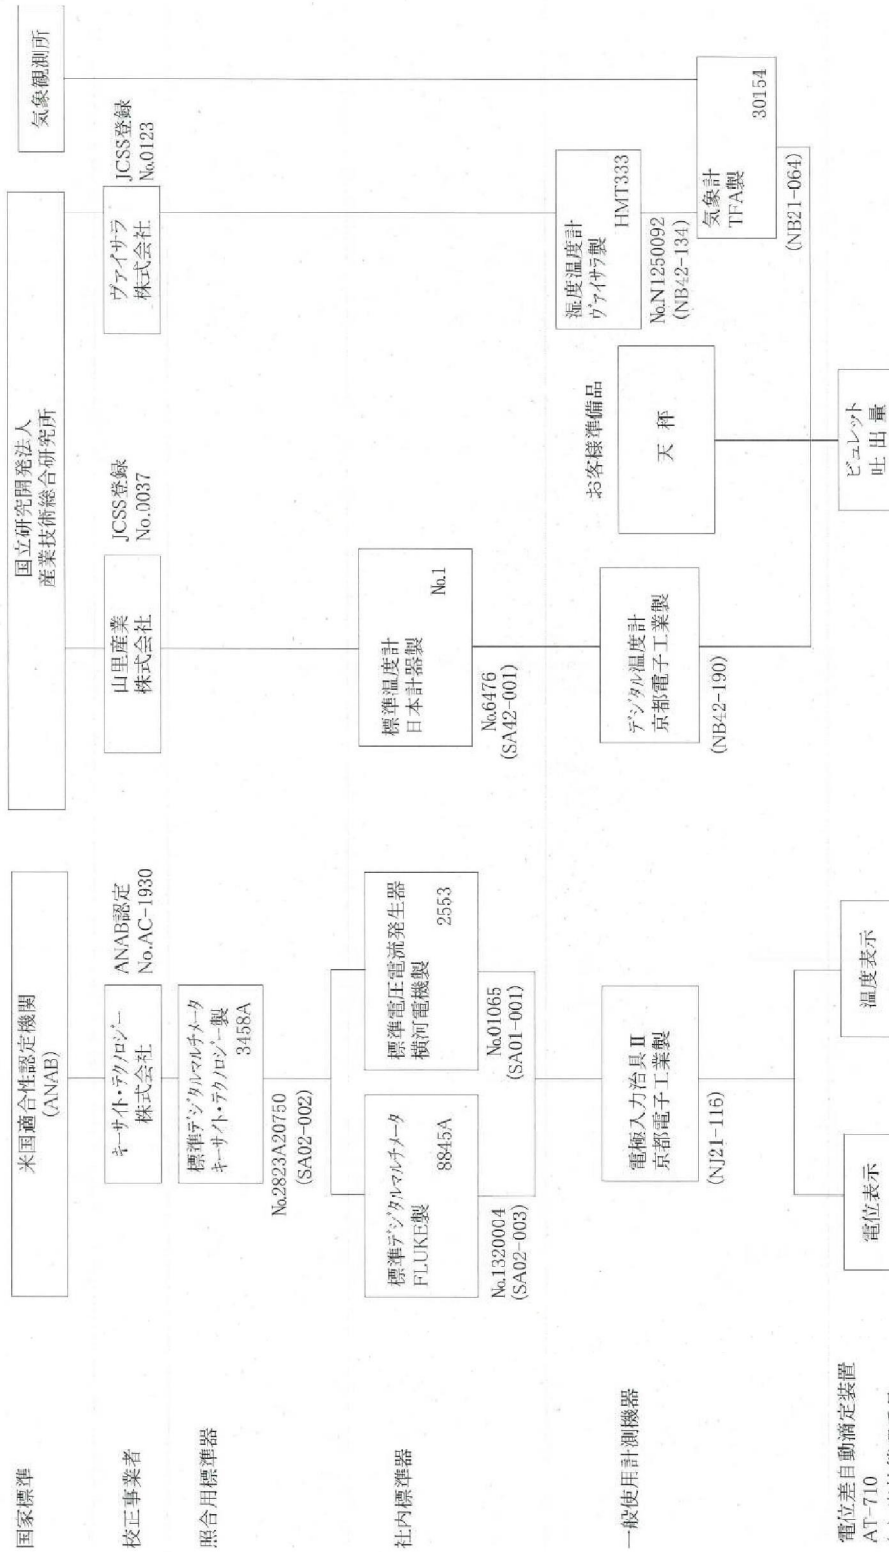 国家標準
米国適合性認定機関
(ANAB)
国立研究開発法人
産業技術総合研究所
気象観測所
校正事業者
キーサイト・テクノロジー
株式会社
ANAB認定
No.AC-1930
山里産業
株式会社
JCSS登録
No.0037
ヴァイサラ
株式会社
JCSS登録
No.0123
照合用標準器
標準デジタルマルチメータ
キーサイト・テクノロジー製
3458A
No.2823A20750
(SA02-002)
社内標準器
標準デジタルマルチメータ
FLUKE製
8845A
No.1320004
(SA02-003)
標準電圧電流発生器
横河電機製
2553
No.01065
(SA01-001)
標準温度計
日本計器製
No.1
No.6476
(SA42-001)
一般使用計測機器
電極入力治具Ⅱ
京都電子工業製
(NJ21-116)
デジタル温度計
京都電子工業製
(NB42-190)
お客様準備品
天秤
湿度温度計
ヴァイサラ製
HMT333
No.N1250092
(NB42-134)
気象計
TFA製
30154
(NB21-064)
電位差自動滴定装置
AT-710
電位表示
温度表示
ビュレット
吐出量